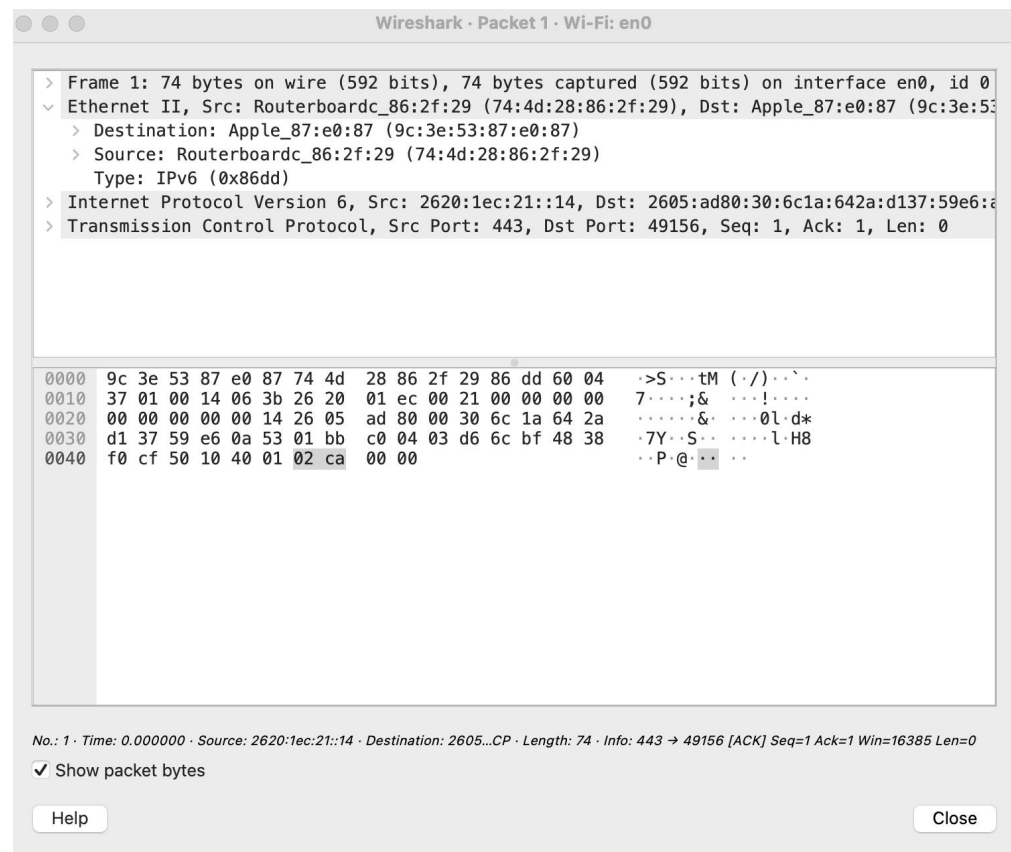 Wireshark · Packet 1 · Wi-Fi: en0
> Frame 1: 74 bytes on wire (592 bits), 74 bytes captured (592 bits) on interface en0, id 0
Ethernet II, Src: Routerboardc_86:2f:29 (74:4d:28:86:2f:29), Dst: Apple_87:e0:87 (9c:3e:53
> Destination: Apple_87:e0:87 (9c:3e:53:87:e0:87)
> Source: Routerboardc_86:2f:29 (74:4d:28:86:2f:29)
Type: IPv6 (0x86dd)
> Internet Protocol Version 6, Src: 2620:1ec:21::14, Dst: 2605:ad80:30:6c1a:642a:d137:59e6:a
> Transmission Control Protocol, Src Port: 443, Dst Port: 49156, Seq: 1, Ack: 1, Len: 0
0000 9c 3e 53 87 e0 87 74 4d 28 86 2f 29 86 dd 60 04 ·>S···tM (·/)··`·
0010 37 01 00 14 06 3b 26 20 01 ec 00 21 00 00 00 00 7····;& ···!····
0020 00 00 00 00 00 14 26 05 ad 80 00 30 6c 1a 64 2a ······&· ···0l·d*
0030 d1 37 59 e6 0a 53 01 bb c0 04 03 d6 6c bf 48 38 ·7Y··S·· ····l·H8
0040 f0 cf 50 10 40 01 02 ca 00 00 ··P·@··· ··
No.: 1 · Time: 0.000000 · Source: 2620:1ec:21::14 · Destination: 2605...CP · Length: 74 · Info: 443 → 49156 [ACK] Seq=1 Ack=1 Win=16385 Len=0
Show packet bytes
Help
Close